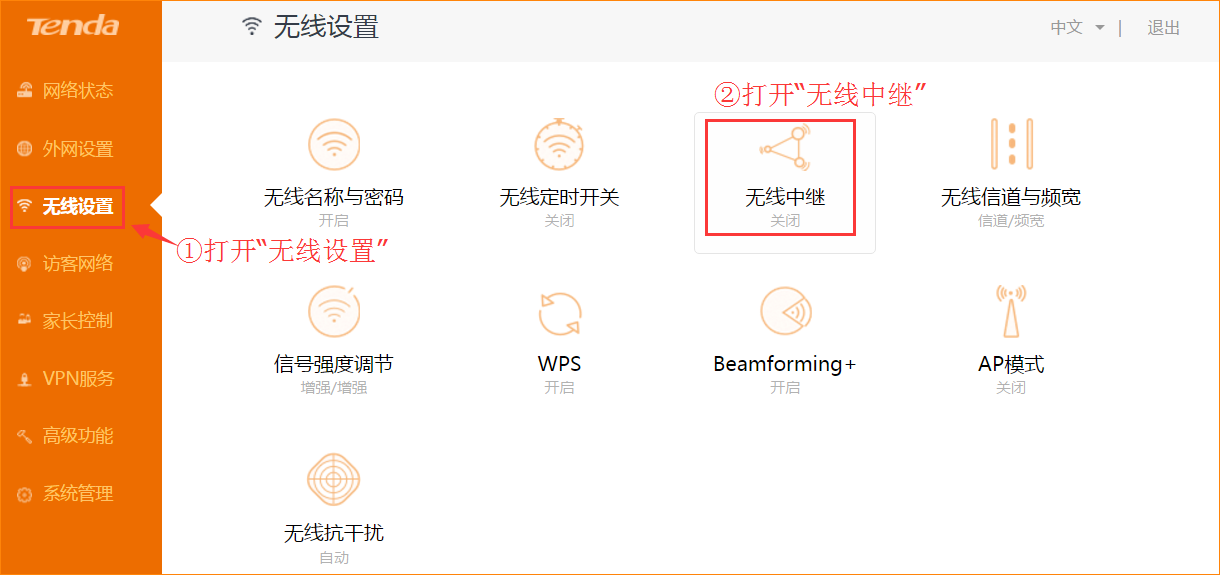 Tenda
无线设置
中文 | 退出
网络状态
外网设置
无线设置
访客网络
家长控制
VPN服务
高级功能
系统管理
①打开“无线设置”
②打开“无线中继”
无线名称与密码
开启
无线定时开关
关闭
无线中继
关闭
无线信道与频宽
信道/频宽
信号强度调节
增强/增强
WPS
开启
Beamforming+
开启
AP模式
关闭
无线抗干扰
自动